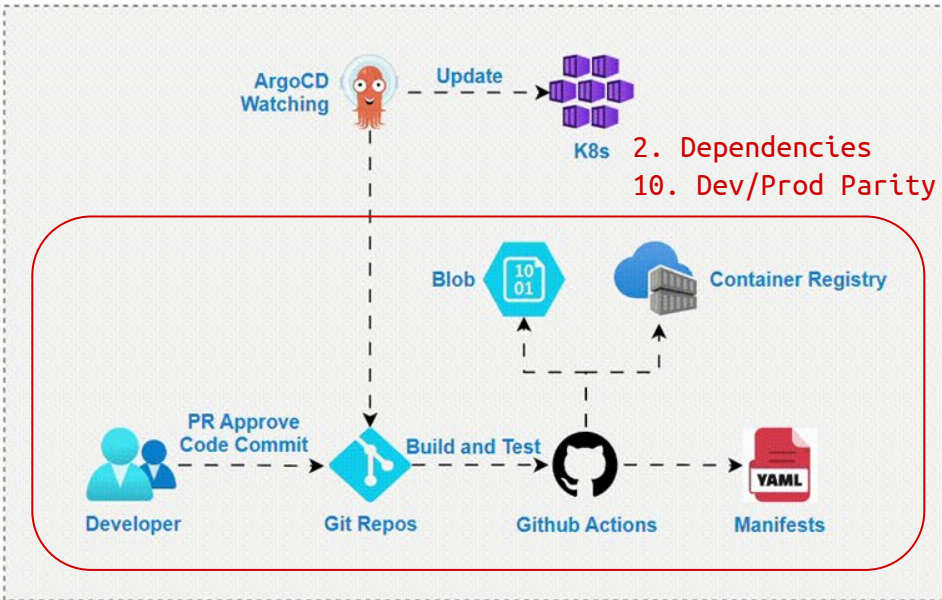 ArgoCD
Watching
Update
K8s
2. Dependencies
10. Dev/Prod Parity
Blob
10
01
Container Registry
PR Approve
Code Commit
Build and Test
YAML
Developer
Git Repos
Github Actions
Manifests